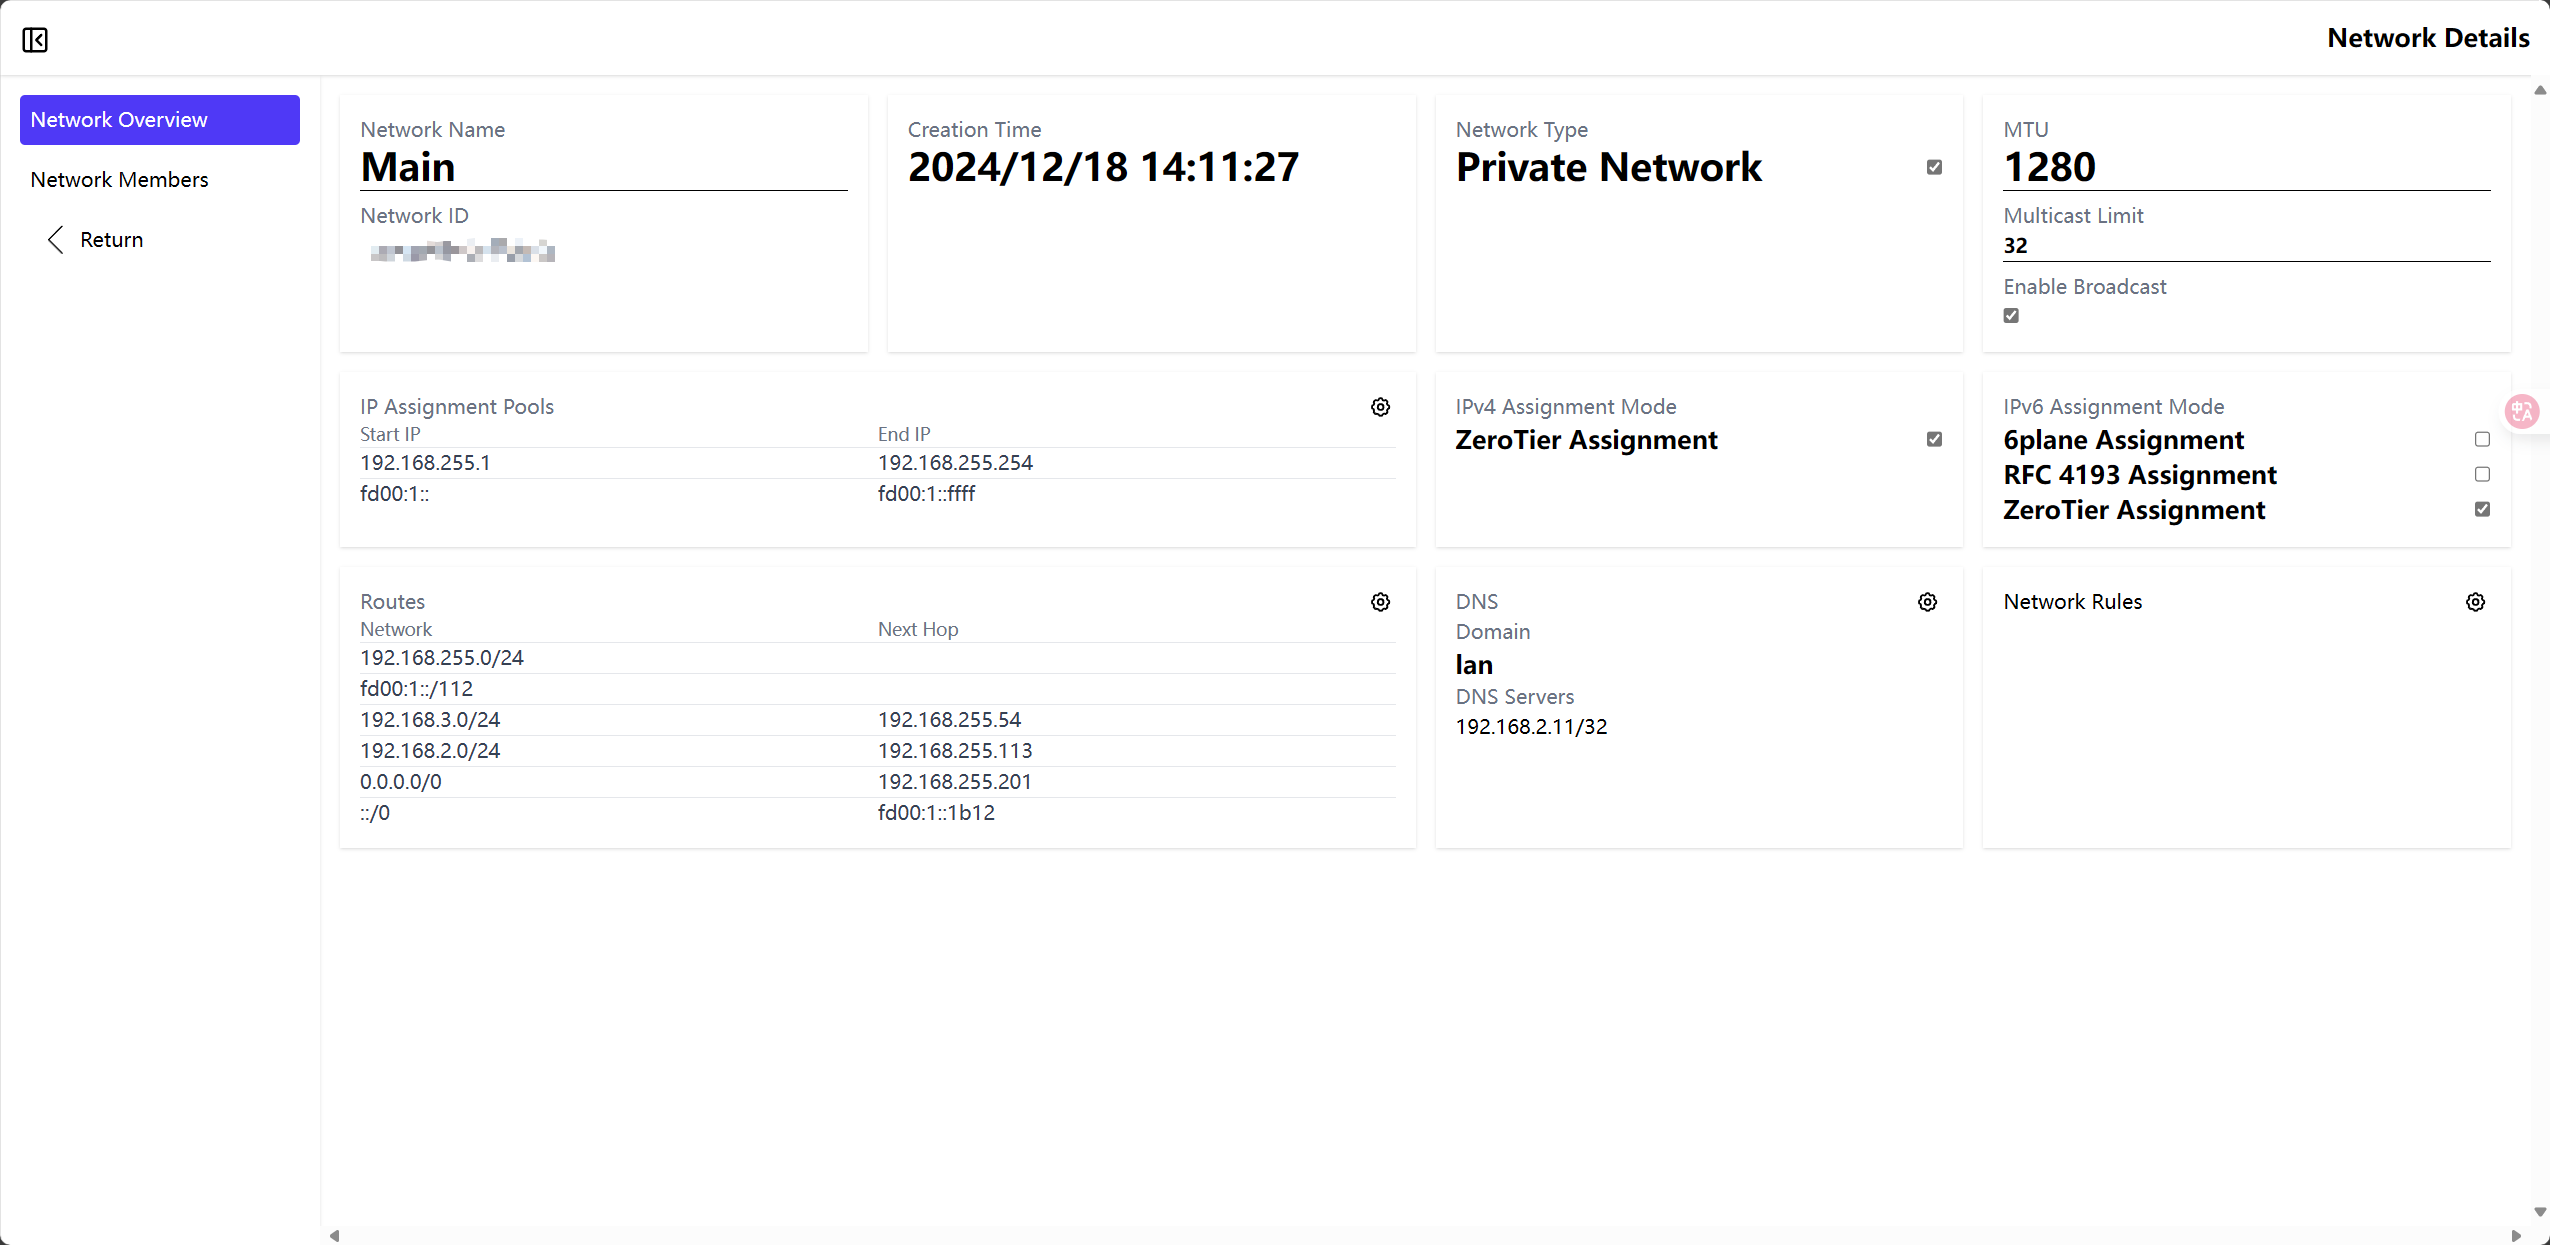 Network Details
Network Overview
Network Members
Return
Network Name
Main
Network ID
Creation Time
2024/12/18 14:11:27
Network Type
Private Network
MTU
1280
Multicast Limit
32
Enable Broadcast
IP Assignment Pools
Start IP End IP
192.168.255.1 192.168.255.254
fd00:1:: fd00:1::ffff
IPv4 Assignment Mode
ZeroTier Assignment
IPv6 Assignment Mode
6plane Assignment
RFC 4193 Assignment
ZeroTier Assignment
Routes
Network Next Hop
192.168.255.0/24
fd00:1::/112
192.168.3.0/24 192.168.255.54
192.168.2.0/24 192.168.255.113
0.0.0.0/0 192.168.255.201
::/0 fd00:1::1b12
DNS
Domain
lan
DNS Servers
192.168.2.11/32
Network Rules